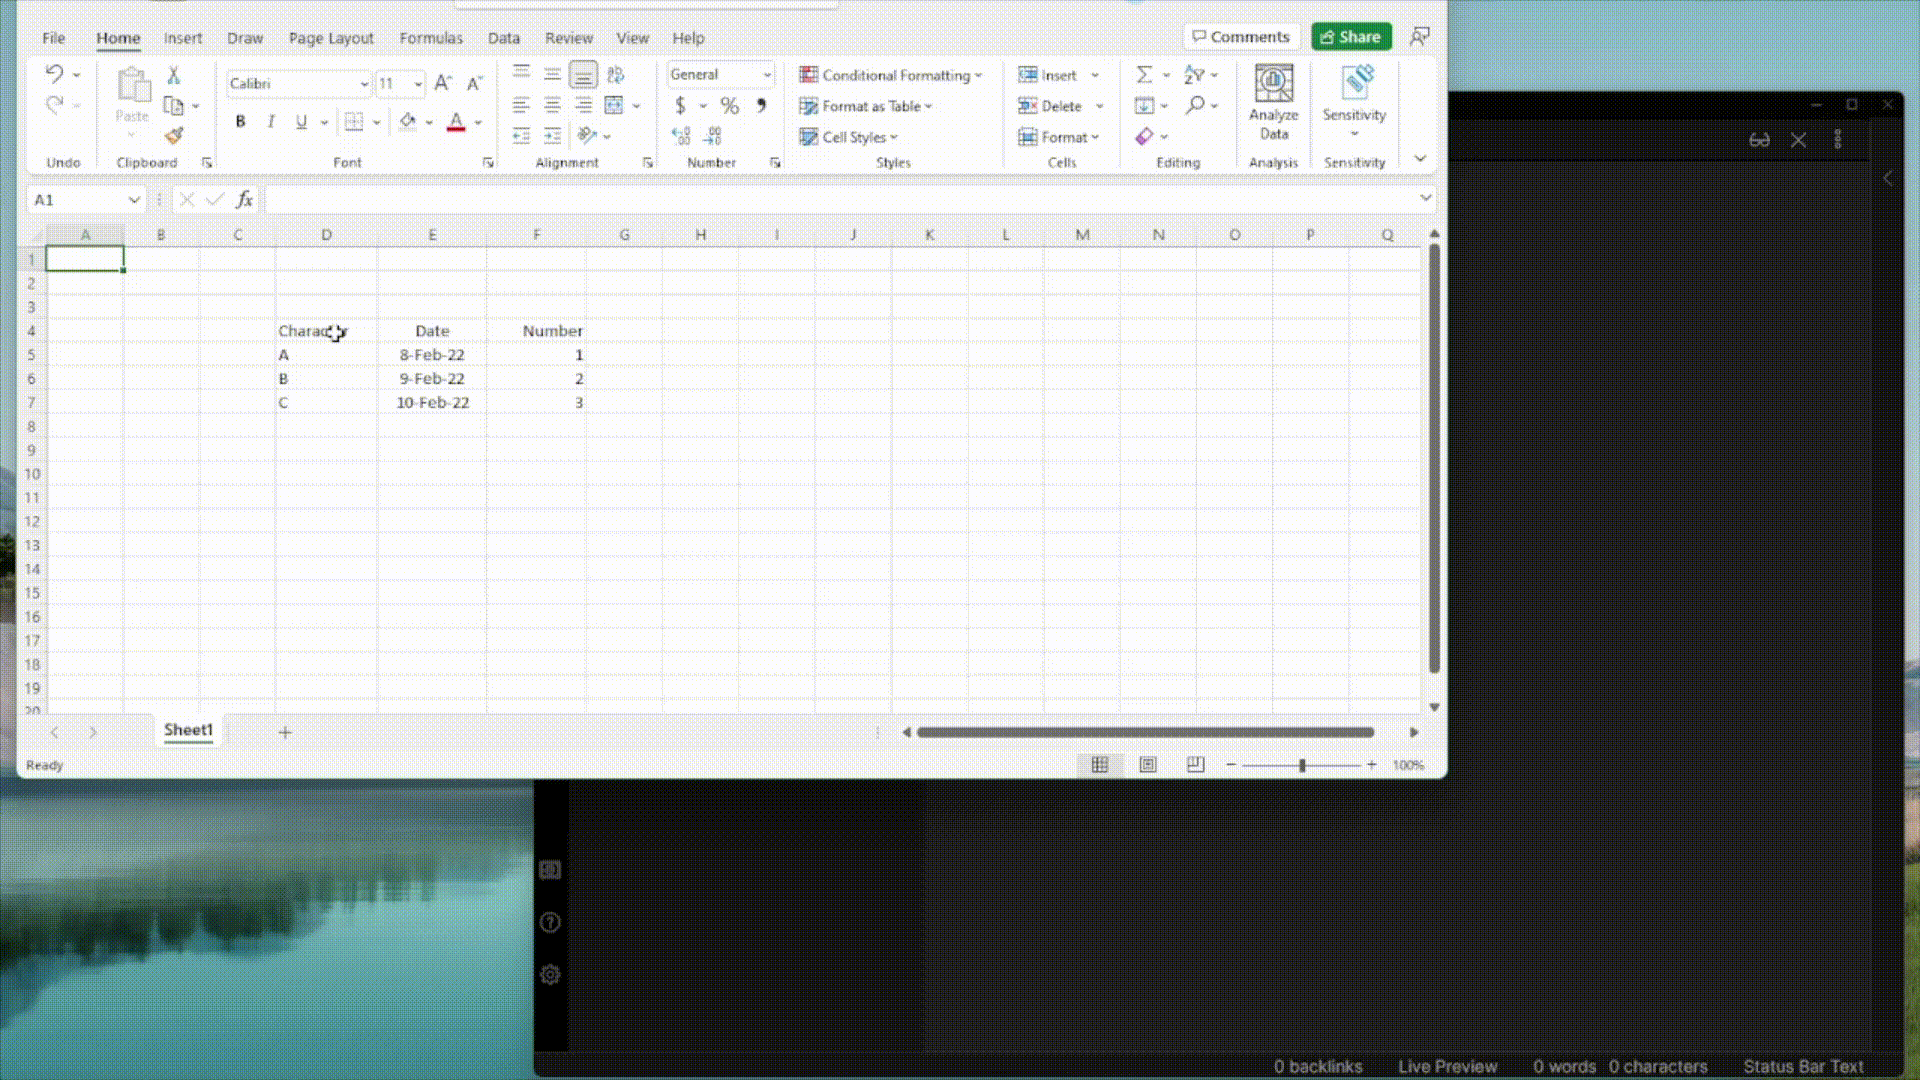 File Home Insert Draw Page Layout Formulas Data Review View Help Comments Share
Calibri 11 General Conditional Formatting Insert
Paste B I U $ % Format as Table Delete Analyze Data Sensitivity
Cell Styles Format
Undo Clipboard Font Alignment Number Styles Cells Editing Analysis Sensitivity
A1 fx
A B C D E F G H I J K L M N O P Q
1
2
3
4 Date Number
5 A 8-Feb-22 1
6 B 9-Feb-22 2
7 C 10-Feb-22 3
8
9
10
11
12
13
14
15
16
17
18
19
20
Sheet1 +
Ready 100%
0 backlinks Live Preview 0 words 0 characters Status Bar Text